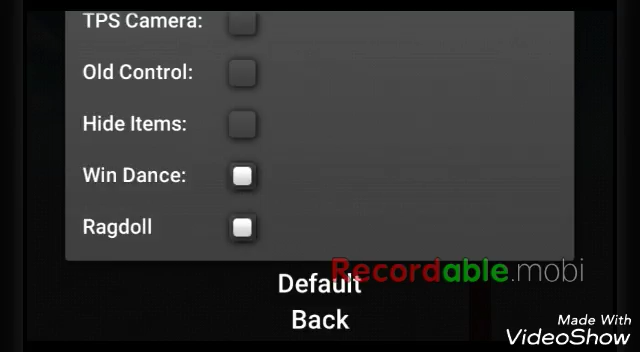 TPS Camera:
Old Control:
Hide Items:
Win Dance:
Ragdoll
Recordable.mobi
Default
Back
Made With
VideoShow